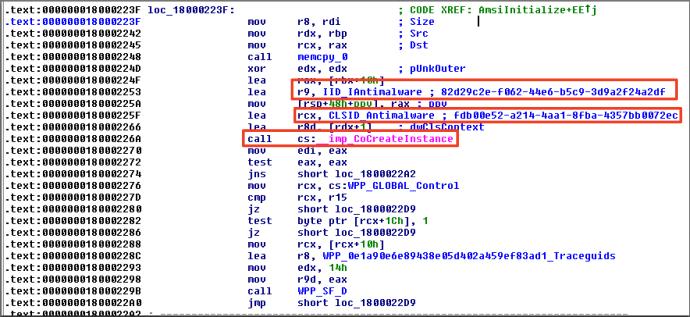 .text:000000018000223F loc_18000223F: ; CODE XREF: AmsiInitialize+EE↑j
.text:000000018000223F mov r8, rdi ; Size
.text:0000000180002242 mov rdx, rbp ; Src
.text:0000000180002245 mov rcx, rax ; Dst
.text:0000000180002248 call memcpy_0
.text:000000018000224D xor edx, edx ; pUnkOuter
.text:000000018000224F lea rax, [rbx+10h]
.text:0000000180002253 lea r9, IID_IAntimalware ; 82d29c2e-f062-44e6-b5c9-3d9a2f24a2df
.text:000000018000225A mov [rsp+48h+ppv], rax ; ppv
.text:000000018000225F lea rcx, CLSID_Antimalware ; fdb00e52-a214-4aa1-8fba-4357bb0072ec
.text:0000000180002266 lea r8d, [rdx+1] ; dwClsContext
.text:000000018000226A call cs:__imp_CoCreateInstance
.text:0000000180002270 mov edi, eax
.text:0000000180002272 test eax, eax
.text:0000000180002274 jns short loc_1800022A2
.text:0000000180002276 mov rcx, cs:WPP_GLOBAL_Control
.text:000000018000227D cmp rcx, r15
.text:0000000180002280 jz short loc_1800022D9
.text:0000000180002282 test byte ptr [rcx+1Ch], 1
.text:0000000180002286 jz short loc_1800022D9
.text:0000000180002288 mov rcx, [rcx+10h]
.text:000000018000228C lea r8, WPP_0e1a90e6e89438e05d402a459ef83ad1_Traceguids
.text:0000000180002293 mov edx, 14h
.text:0000000180002298 mov r9d, eax
.text:000000018000229B call WPP_SF_D
.text:00000001800022A0 jmp short loc_1800022D9